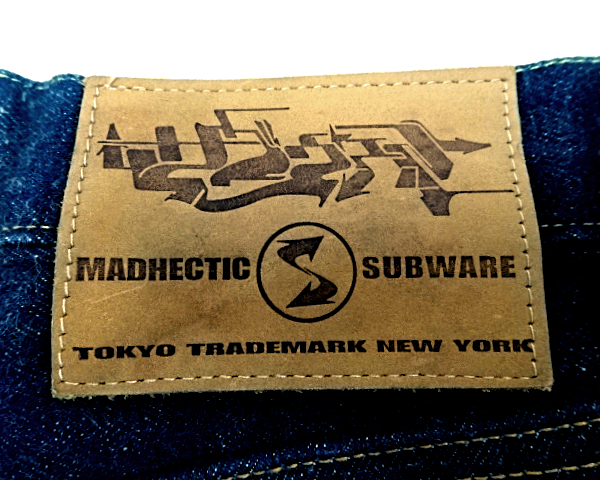 MADHECTIC S SUBWARE
TOKYO TRADEMARK NEW YORK